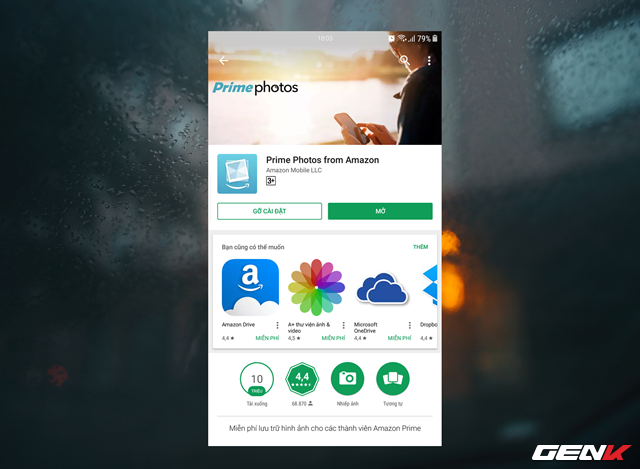 18:03 79%
Prime photos
Prime Photos from Amazon
Amazon Mobile LLC
3+
GỠ CÀI ĐẶT MỞ
Bạn cũng có thể muốn THÊM
a
Amazon Drive
4,4 ★ MIỄN PHÍ
A+ thư viện ảnh & video
4,5 ★ MIỄN PHÍ
Microsoft OneDrive
4,4 ★ MIỄN PHÍ
Dropbo
4,4 ★
10 TRIỆU
Tải xuống
4,4
68.870
Nhiếp ảnh
Tương tự
Miễn phí lưu trữ hình ảnh cho các thành viên Amazon Prime
GENK